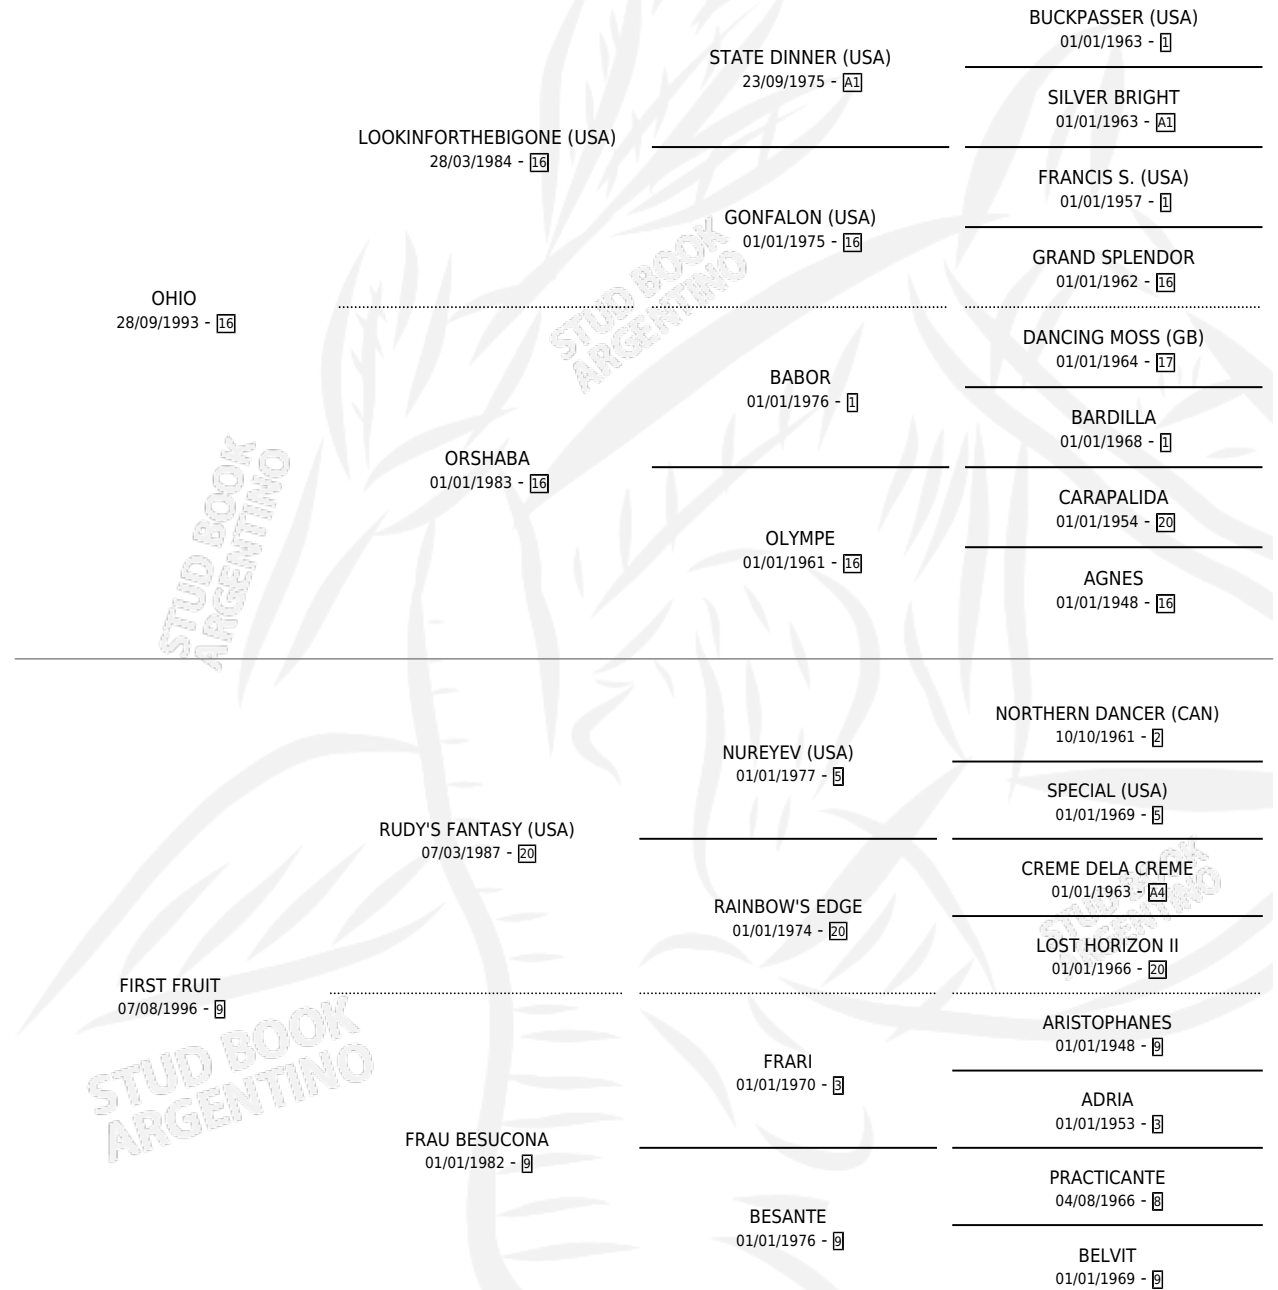 BUCKPASSER (USA)
01/01/1963 - 1
STATE DINNER (USA)
23/09/1975 - A1
SILVER BRIGHT
01/01/1963 - A1
LOOKINFORTHEBIGONE (USA)
28/03/1984 - 16
FRANCIS S. (USA)
01/01/1957 - 1
GONFALON (USA)
01/01/1975 - 16
GRAND SPLENDOR
01/01/1962 - 16
OHIO
28/09/1993 - 16
STUD BOOK
ARGENTINO
DANCING MOSS (GB)
01/01/1964 - 17
BABOR
01/01/1976 - 1
BARDILLA
01/01/1968 - 1
ORSHABA
01/01/1983 - 16
CARAPALIDA
01/01/1954 - 20
OLYMPE
01/01/1961 - 16
AGNES
01/01/1948 - 16
STUD BOOK
ARGENTINO
NORTHERN DANCER (CAN)
10/10/1961 - 2
NUREYEV (USA)
01/01/1977 - 5
SPECIAL (USA)
01/01/1969 - 5
RUDY'S FANTASY (USA)
07/03/1987 - 20
CREME DELA CREME
01/01/1963 - A4
RAINBOW'S EDGE
01/01/1974 - 20
STUD BOOK
ARGENTINO
LOST HORIZON II
01/01/1966 - 20
FIRST FRUIT
07/08/1996 - 9
STUD BOOK
ARGENTINO
ARISTOPHANES
01/01/1948 - 9
FRARI
01/01/1970 - 3
ADRIA
01/01/1953 - 3
FRAU BESUCONA
01/01/1982 - 9
PRACTICANTE
04/08/1966 - 8
BESANTE
01/01/1976 - 9
BELVIT
01/01/1969 - 9